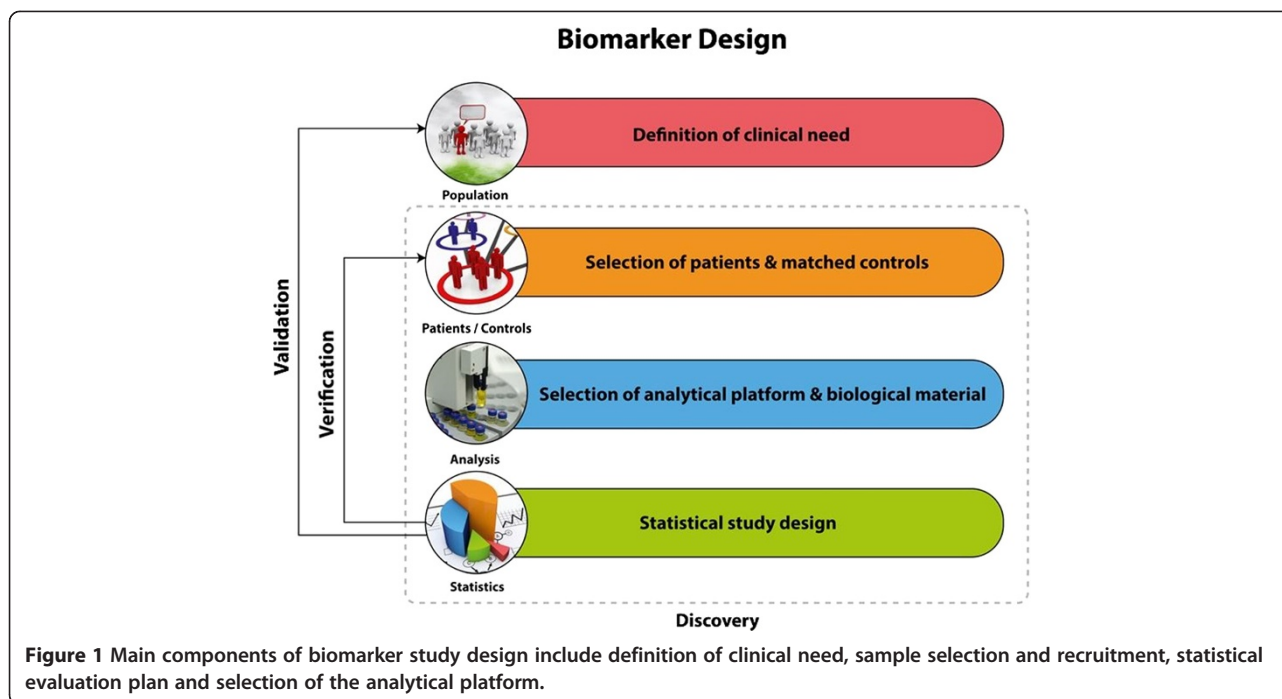 Biomarker Design
Definition of clinical need
Population
Selection of patients & matched controls
Patients / Controls
Selection of analytical platform & biological material
Analysis
Statistical study design
Statistics
Validation
Verification
Discovery
Figure 1 Main components of biomarker study design include definition of clinical need, sample selection and recruitment, statistical
evaluation plan and selection of the analytical platform.